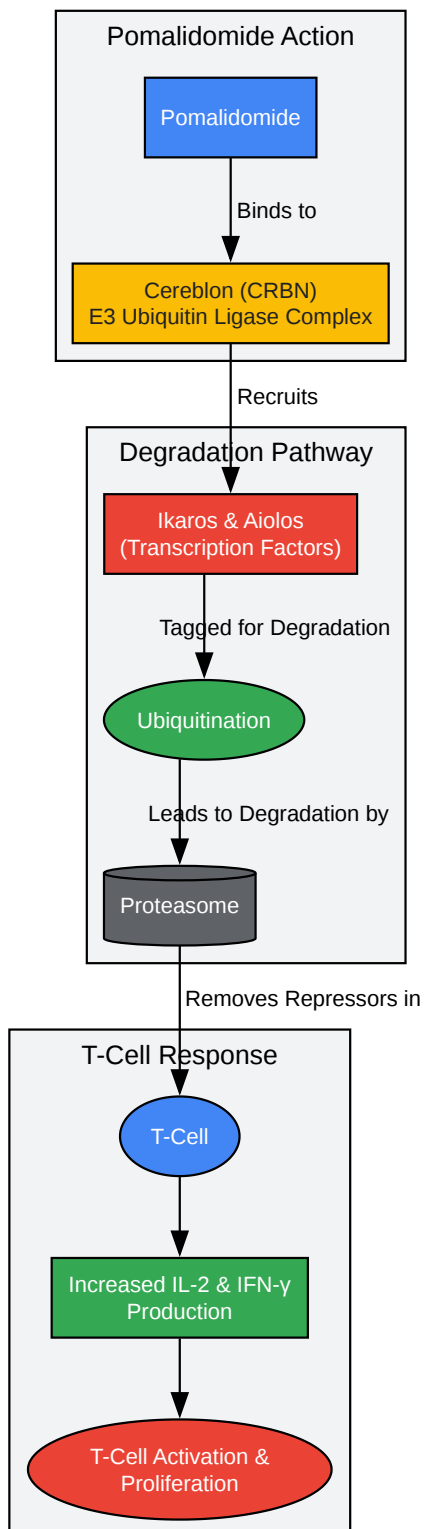 Pomalidomide Action
Pomalidomide
Binds to
Cereblon (CRBN)
E3 Ubiquitin Ligase Complex
Recruits
Degradation Pathway
Ikaros & Aiolos
(Transcription Factors)
Tagged for Degradation
Ubiquitination
Leads to Degradation by
Proteasome
Removes Repressors in
T-Cell Response
T-Cell
Increased IL-2 & IFN-γ
Production
T-Cell Activation &
Proliferation